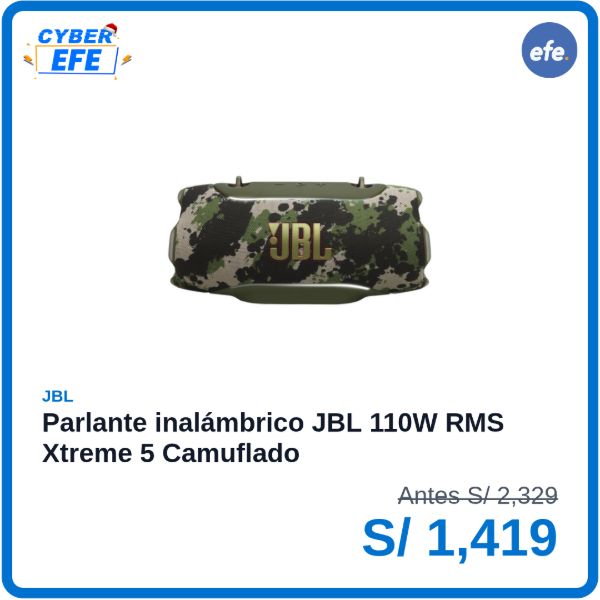 CYBER
EFE
efe.
JBL
JBL
Parlante inalámbrico JBL 110W RMS
Xtreme 5 Camuflado
Antes S/ 2,329
S/ 1,419